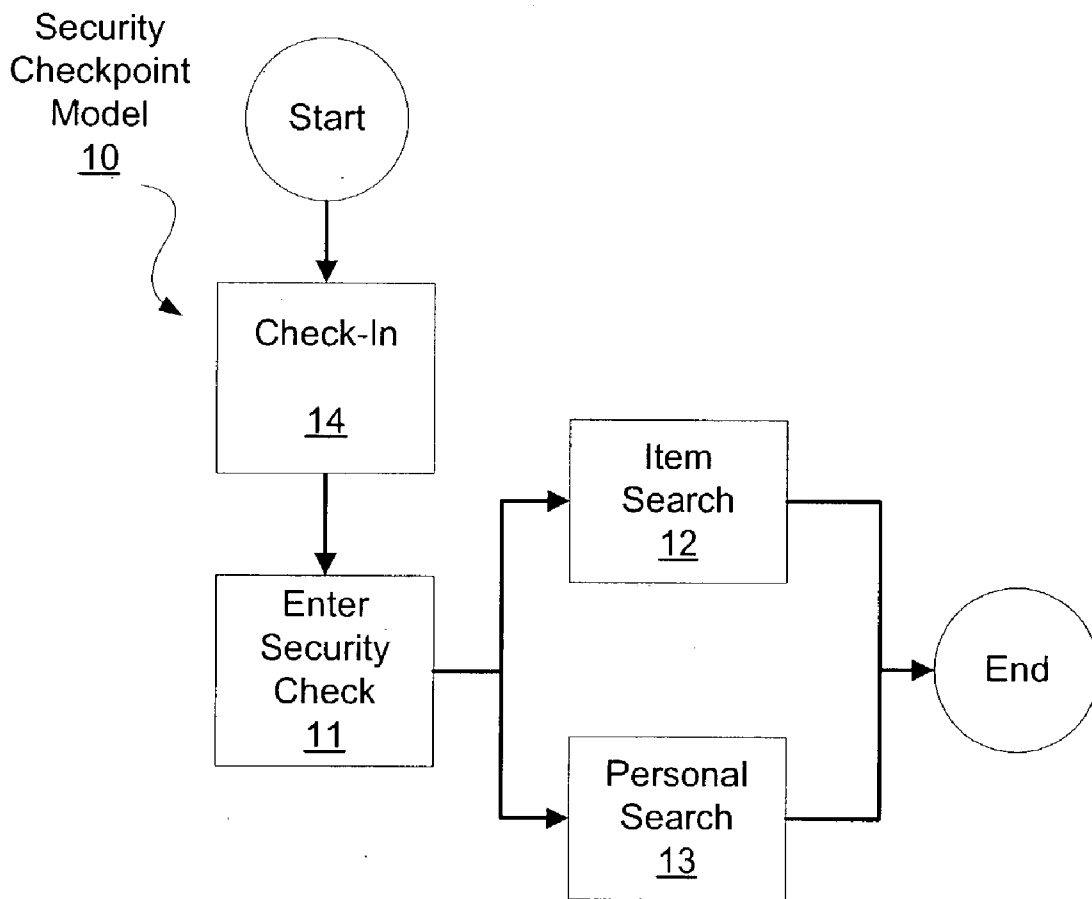 Security
Checkpoint
Model
10
Start
Check-In
14
Enter
Security
Check
11
Item
Search
12
Personal
Search
13
End